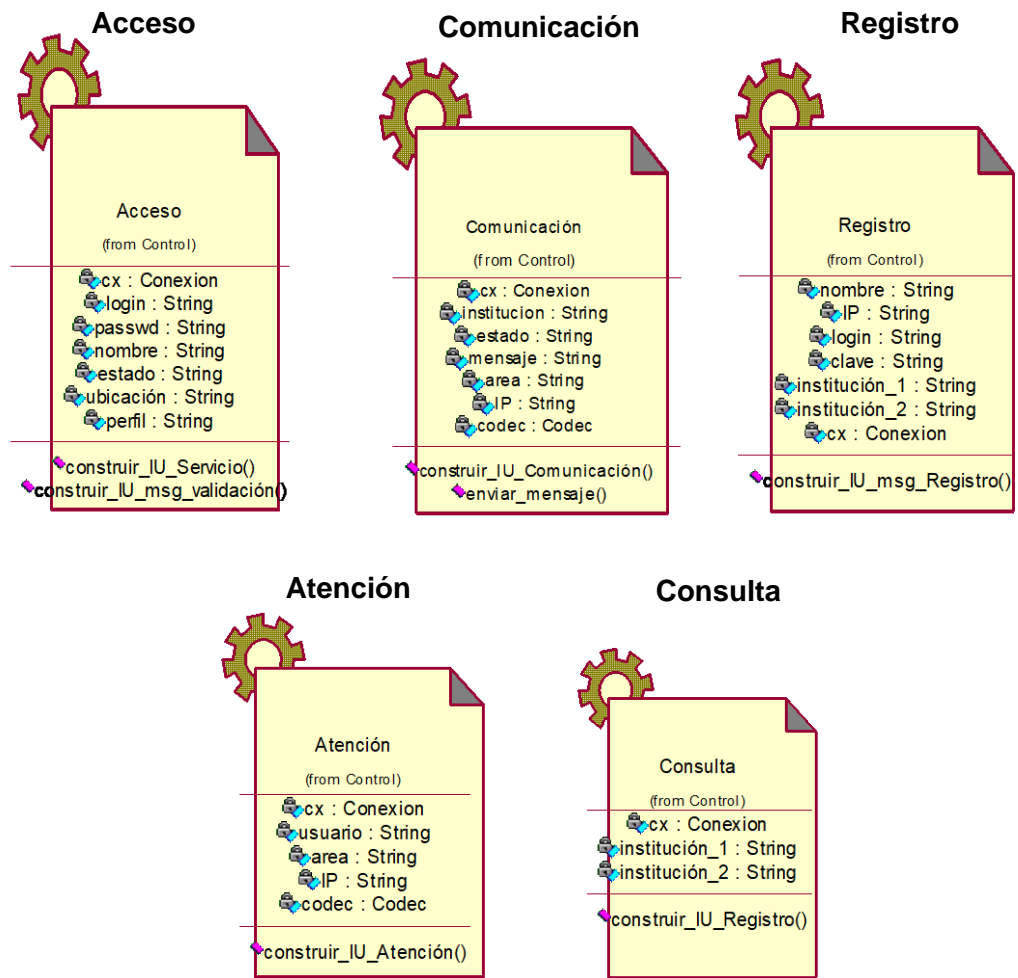 Acceso
Acceso
(from Control)
cx : Conexion
login : String
passwd : String
nombre : String
estado : String
ubicación : String
perfil : String
construir_IU_Servicio()
construir_IU_msg_validación()
Comunicación
Comunicación
(from Control)
cx : Conexion
institucion : String
estado : String
mensaje : String
area : String
IP : String
codec : Codec
construir_IU_Comunicación()
enviar_mensaje()
Registro
Registro
(from Control)
nombre : String
IP : String
login : String
clave : String
institución_1 : String
institución_2 : String
cx : Conexion
construir_IU_msg_Registro()
Atención
Atención
(from Control)
cx : Conexion
usuario : String
area : String
IP : String
codec : Codec
construir_IU_Atención()
Consulta
Consulta
(from Control)
cx : Conexion
institución_1 : String
institución_2 : String
construir_IU_Registro()